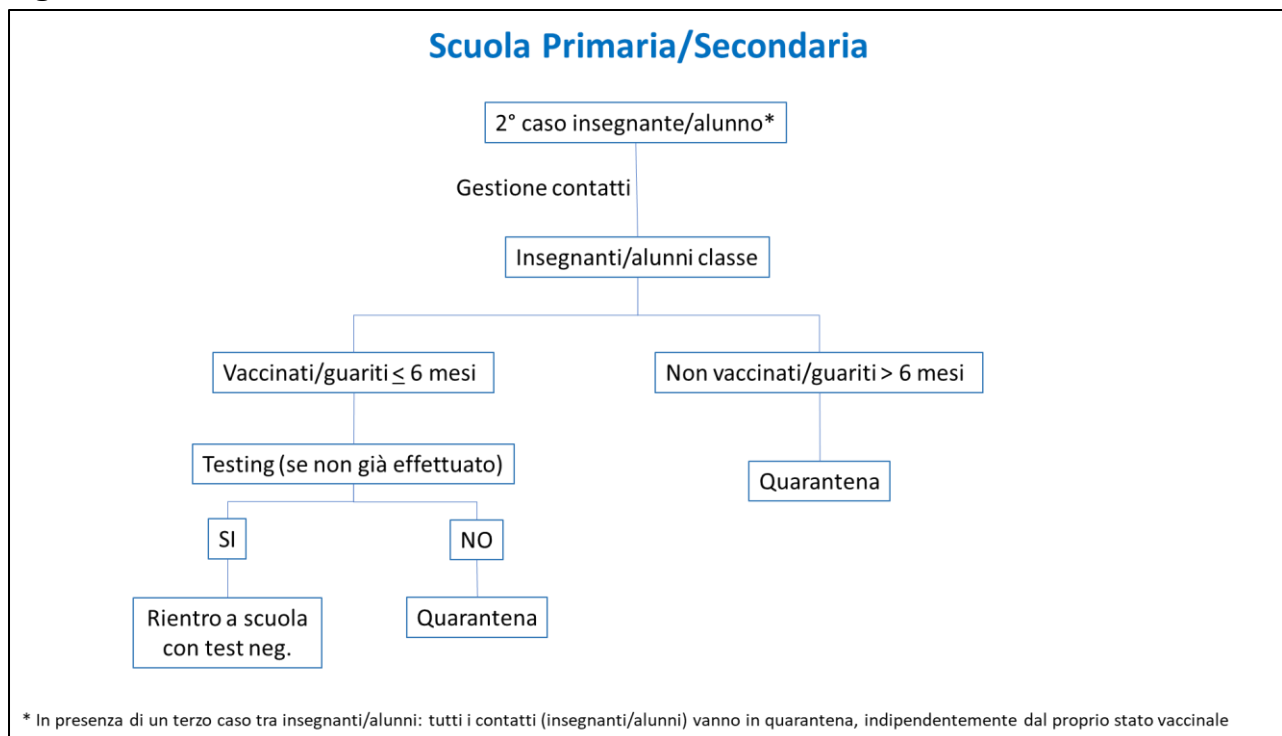 Scuola Primaria/Secondaria
2° caso insegnante/alunno*
Gestione contatti
Insegnanti/alunni classe
Vaccinati/guariti ≤ 6 mesi
Non vaccinati/guariti > 6 mesi
Testing (se non già effettuato)
Quarantena
SI
NO
Rientro a scuola
con test neg.
Quarantena
* In presenza di un terzo caso tra insegnanti/alunni: tutti i contatti (insegnanti/alunni) vanno in quarantena, indipendentemente dal proprio stato vaccinale